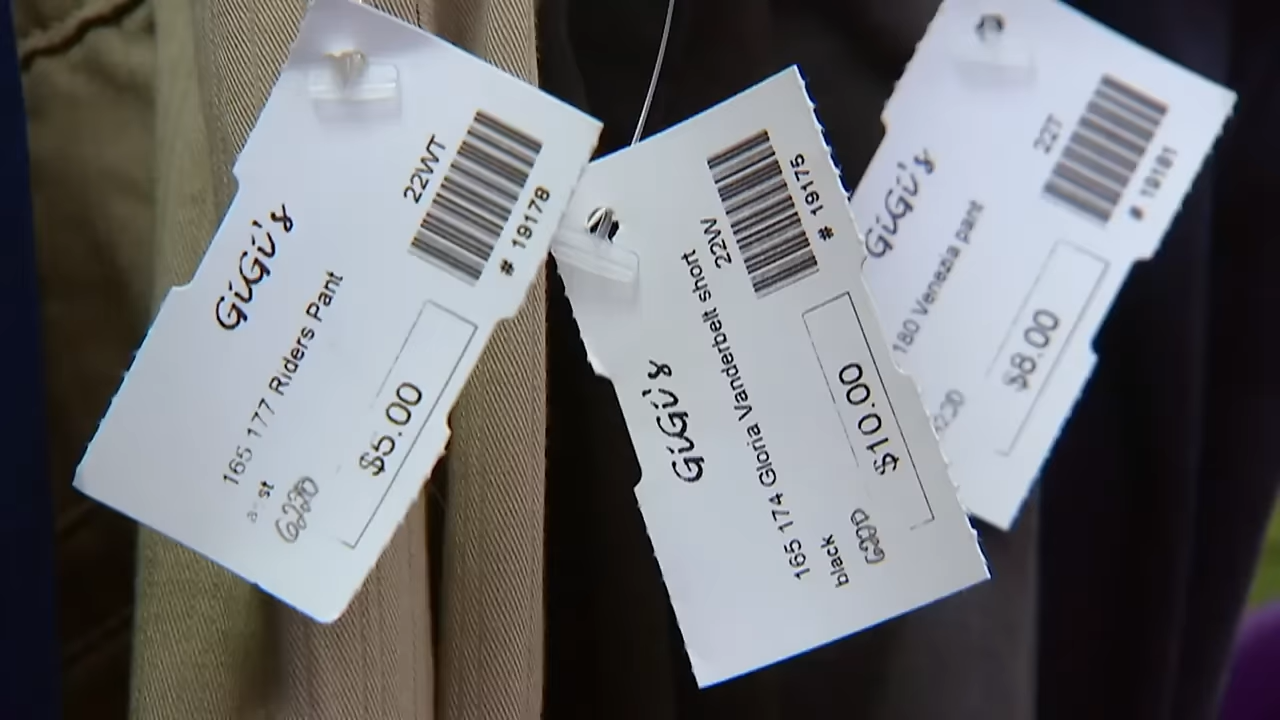 GiGi's
22WT
# 19178
165 177 Riders Pant
$5.00
GiGi's
22W
# 19175
165 174 Gloria Vanderbelt short
black
$10.00
GiGi's
22T
# 19181
180 Venezia pant
$8.00